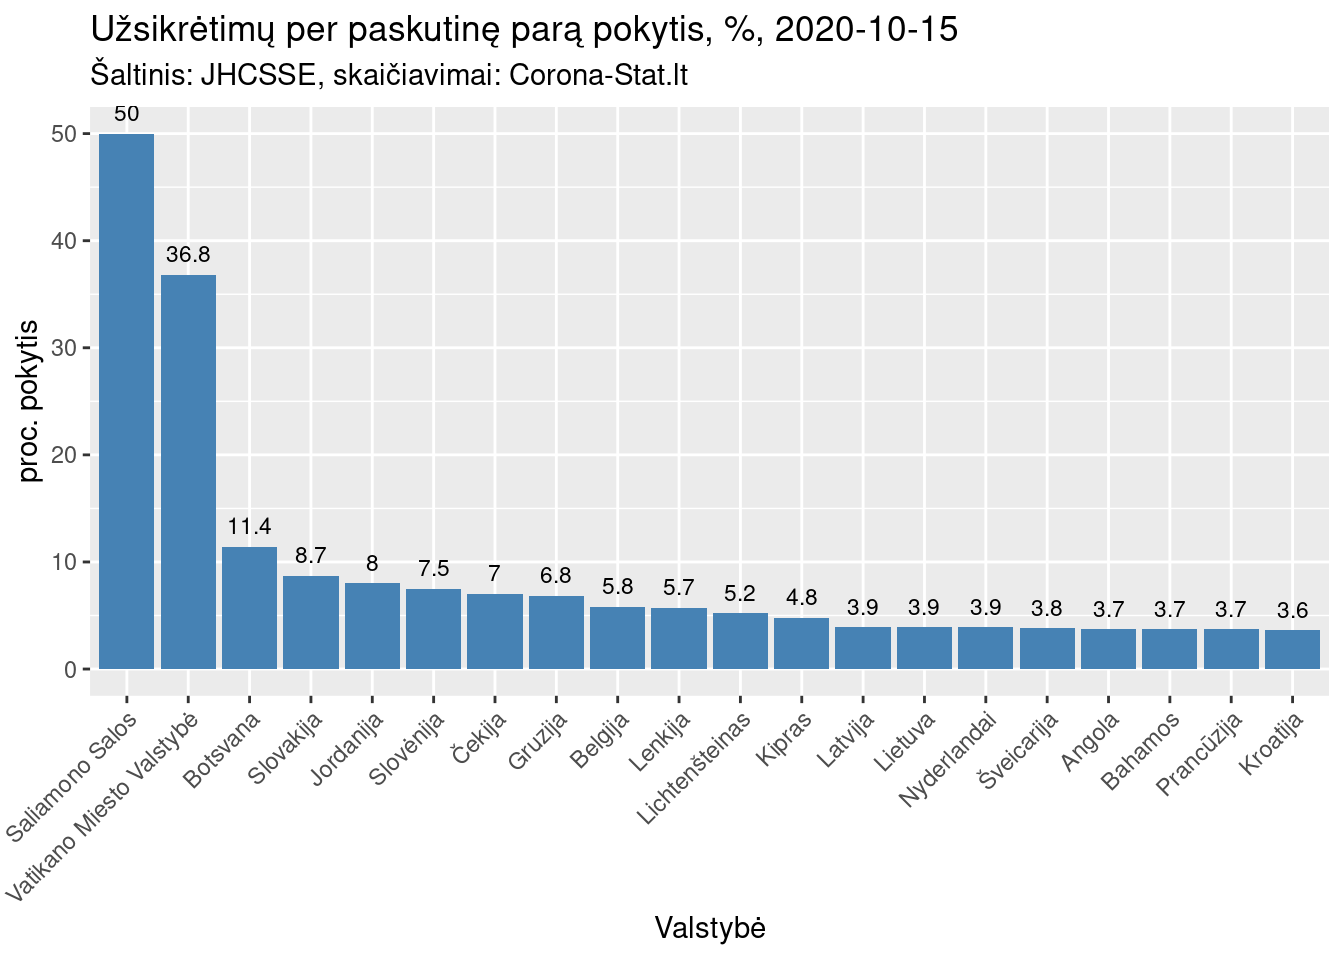 Užsikrėtimų per paskutinę parą pokytis, %, 2020-10-15
Šaltinis: JHCSSE, skaičiavimai: Corona-Stat.lt
proc. pokytis
50
40
30
20
10
0
50
36.8
11.4
8.7
8
7.5
7
6.8
5.8
5.7
5.2
4.8
3.9
3.9
3.9
3.8
3.7
3.7
3.7
3.6
Saliamono Salos
Vatikano Miesto Valstybė
Botsvana
Slovakija
Jordanija
Slovėnija
Čekija
Gruzija
Belgija
Lenkija
Lichtenšteinas
Kipras
Latvija
Lietuva
Nyderlandai
Šveicarija
Angola
Bahamos
Prancūzija
Kroatija
Valstybė